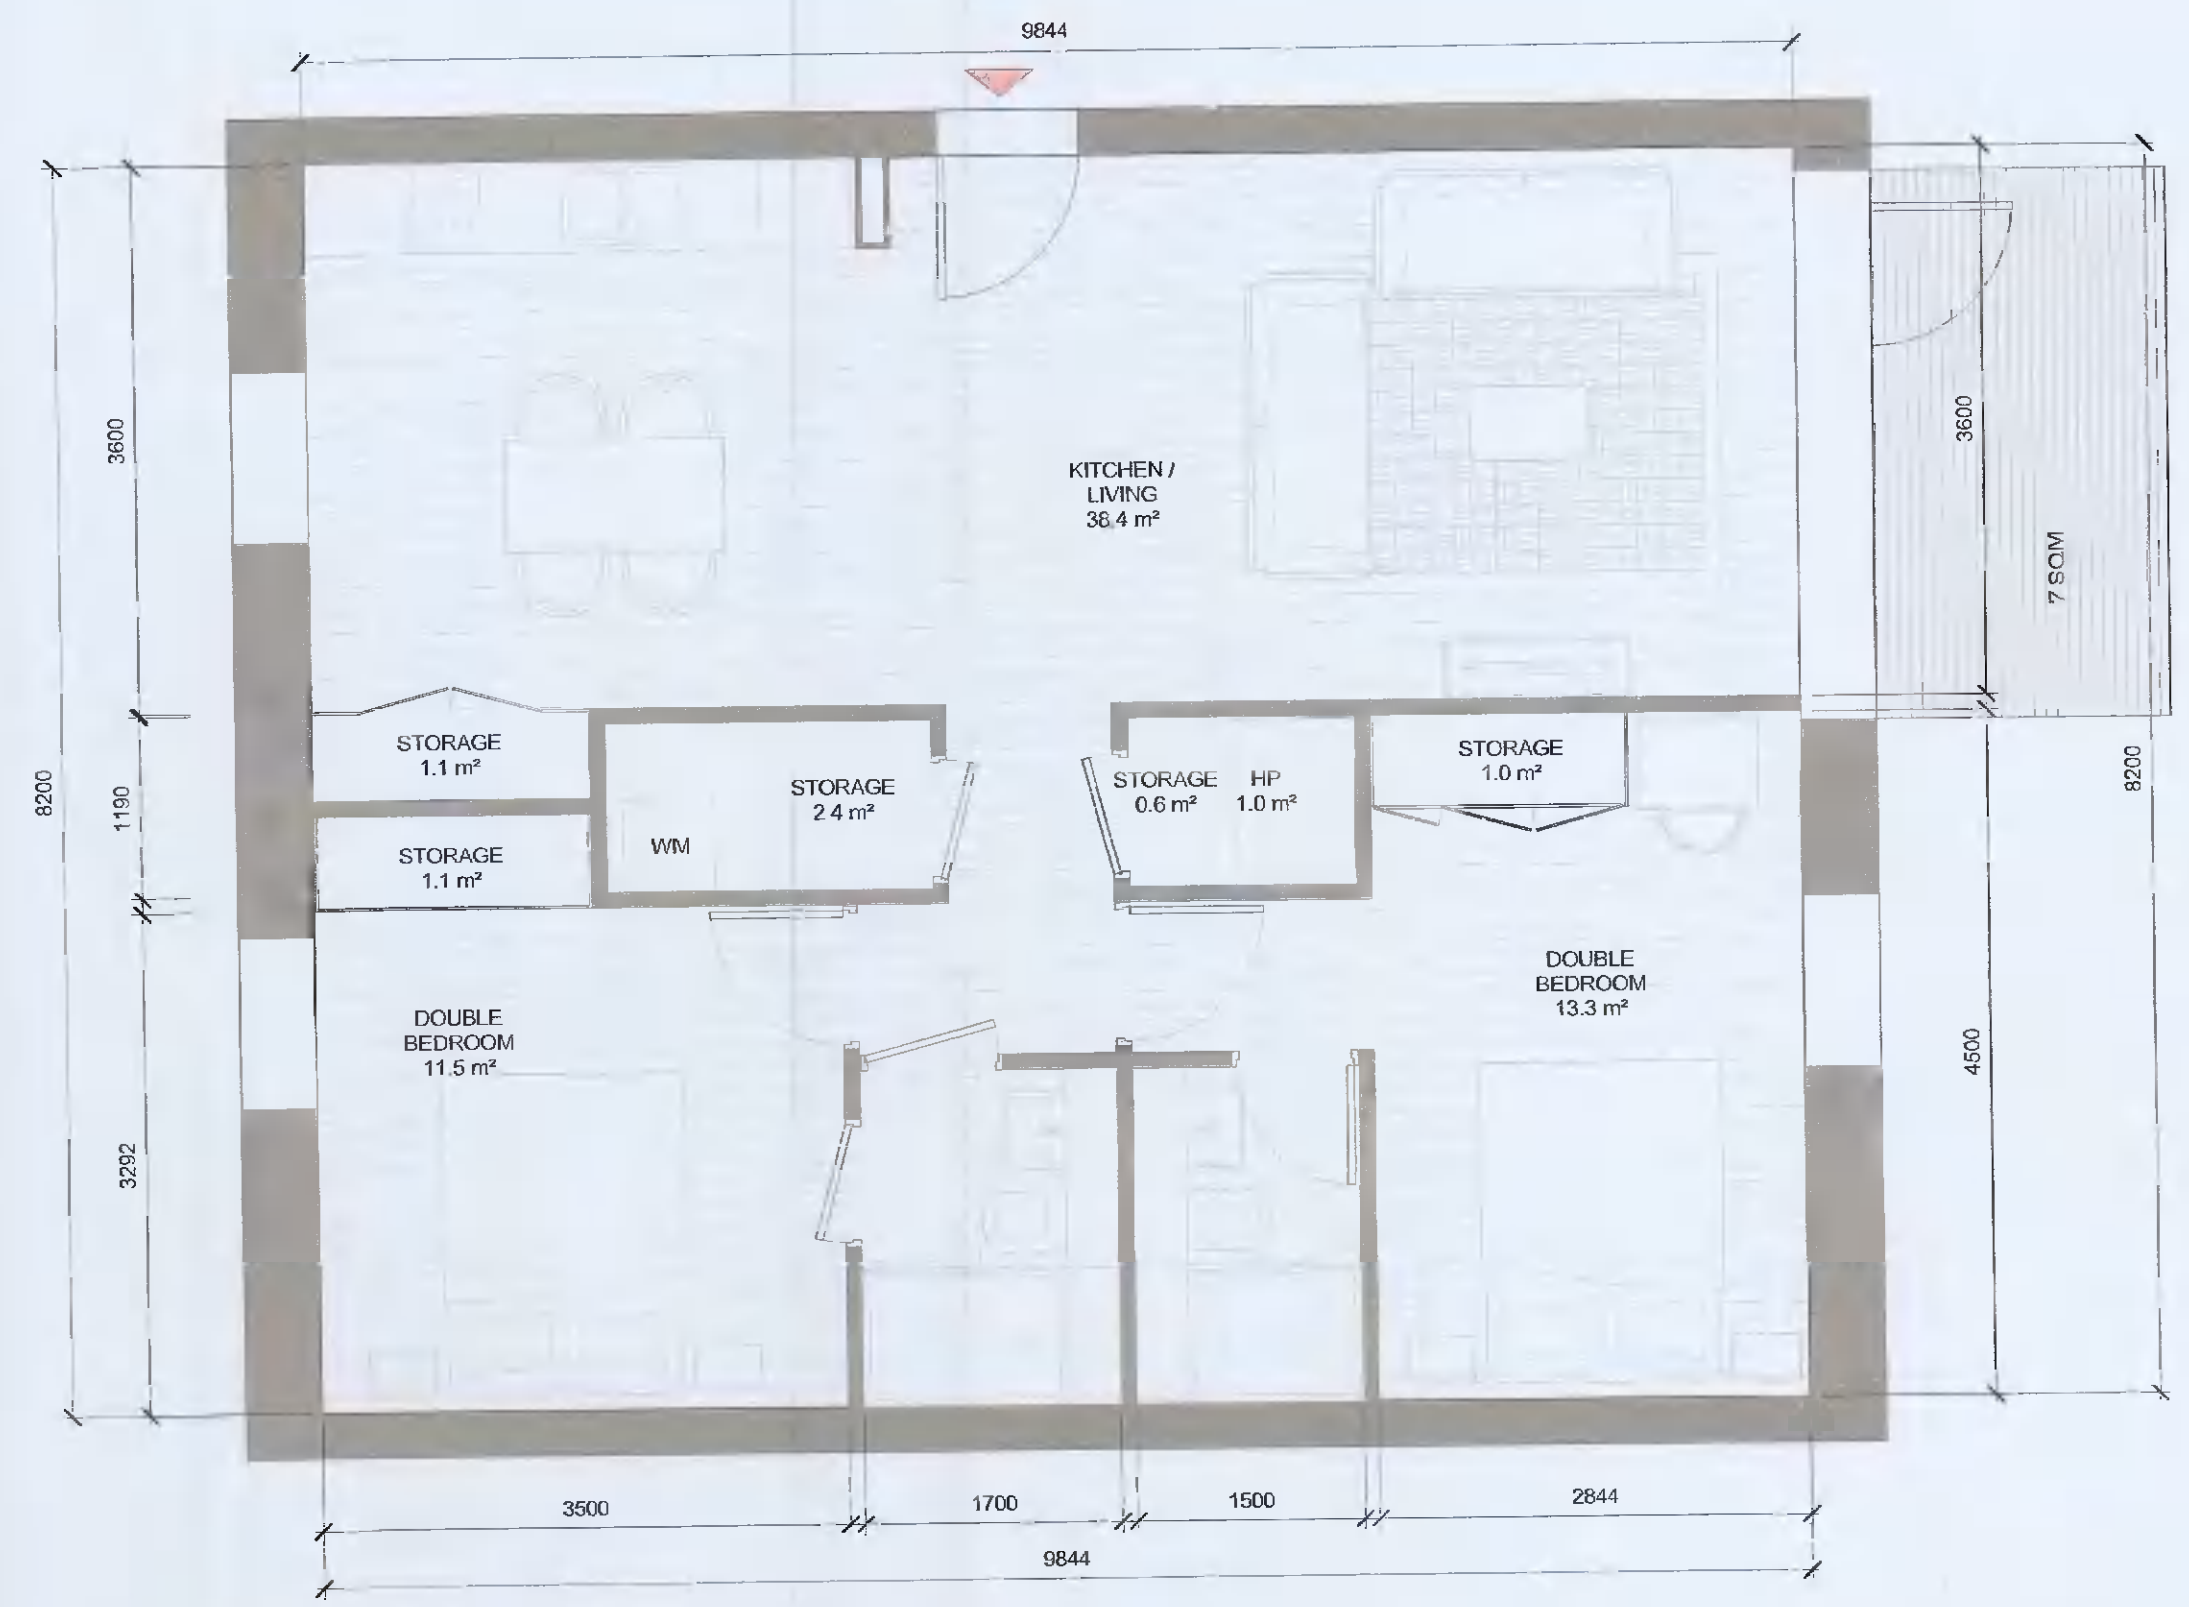 9844
3600
3600
KITCHEN /
LIVING
38.4 m²
7 SQM
STORAGE
1.1 m²
STORAGE
2.4 m²
STORAGE
0.6 m²
HP
1.0 m²
STORAGE
1.0 m²
8200
1190
8200
STORAGE
1.1 m²
WM
DOUBLE
BEDROOM
11.5 m²
DOUBLE
BEDROOM
13.3 m²
4500
3292
3500
1700
1500
2844
9844